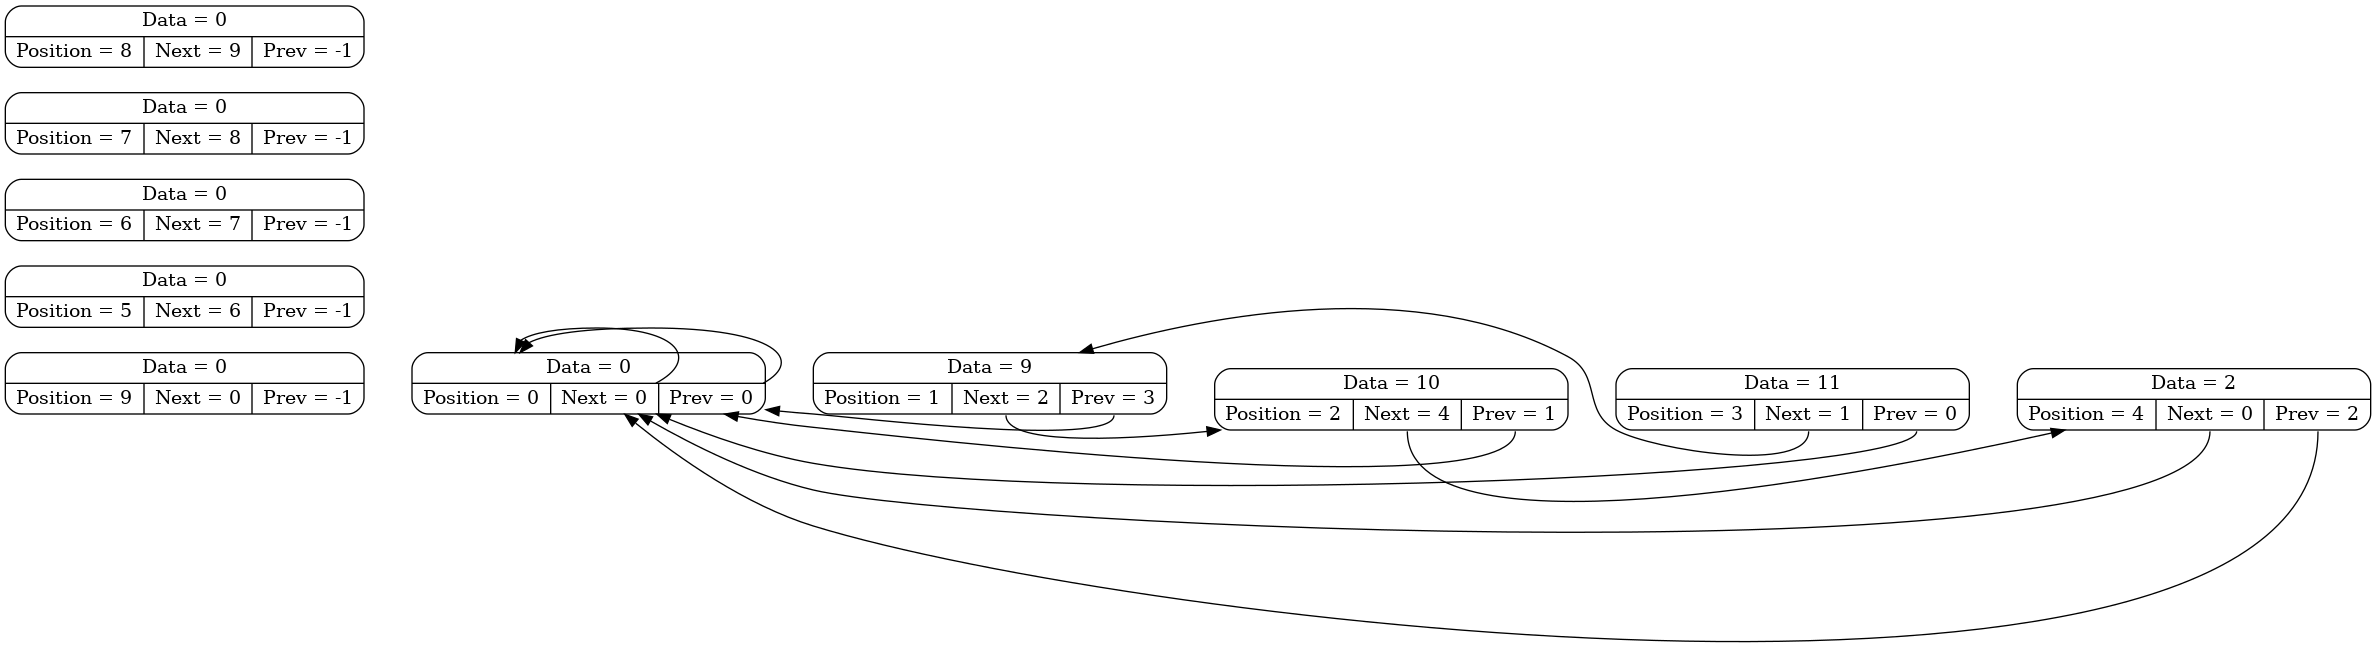 Data = 0
Position = 8 Next = 9 Prev = -1
Data = 0
Position = 7 Next = 8 Prev = -1
Data = 0
Position = 6 Next = 7 Prev = -1
Data = 0
Position = 5 Next = 6 Prev = -1
Data = 0
Position = 9 Next = 0 Prev = -1
Data = 0
Position = 0 Next = 0 Prev = 0
Data = 9
Position = 1 Next = 2 Prev = 3
Data = 10
Position = 2 Next = 4 Prev = 1
Data = 11
Position = 3 Next = 1 Prev = 0
Data = 2
Position = 4 Next = 0 Prev = 2